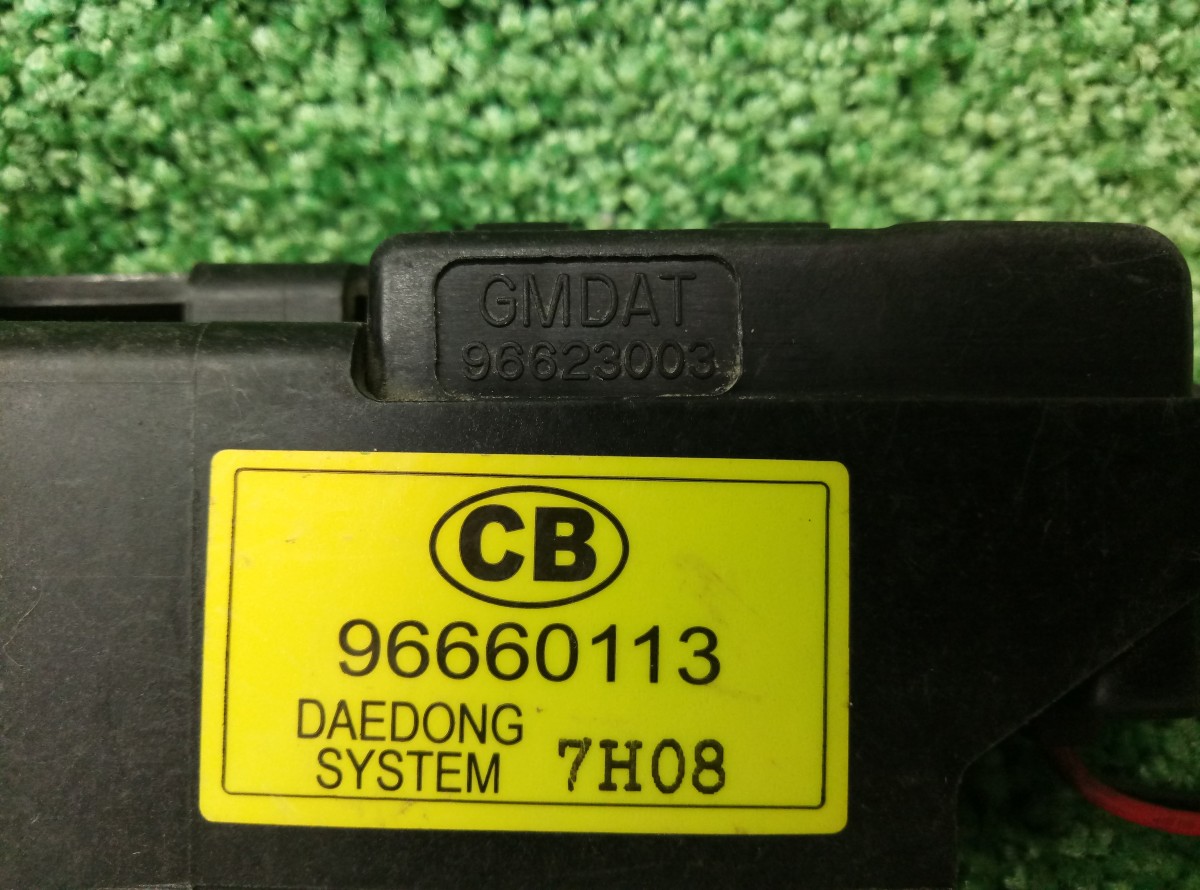 GMDAT
96623003
CB
96660113
DAEDONG
SYSTEM 7H08